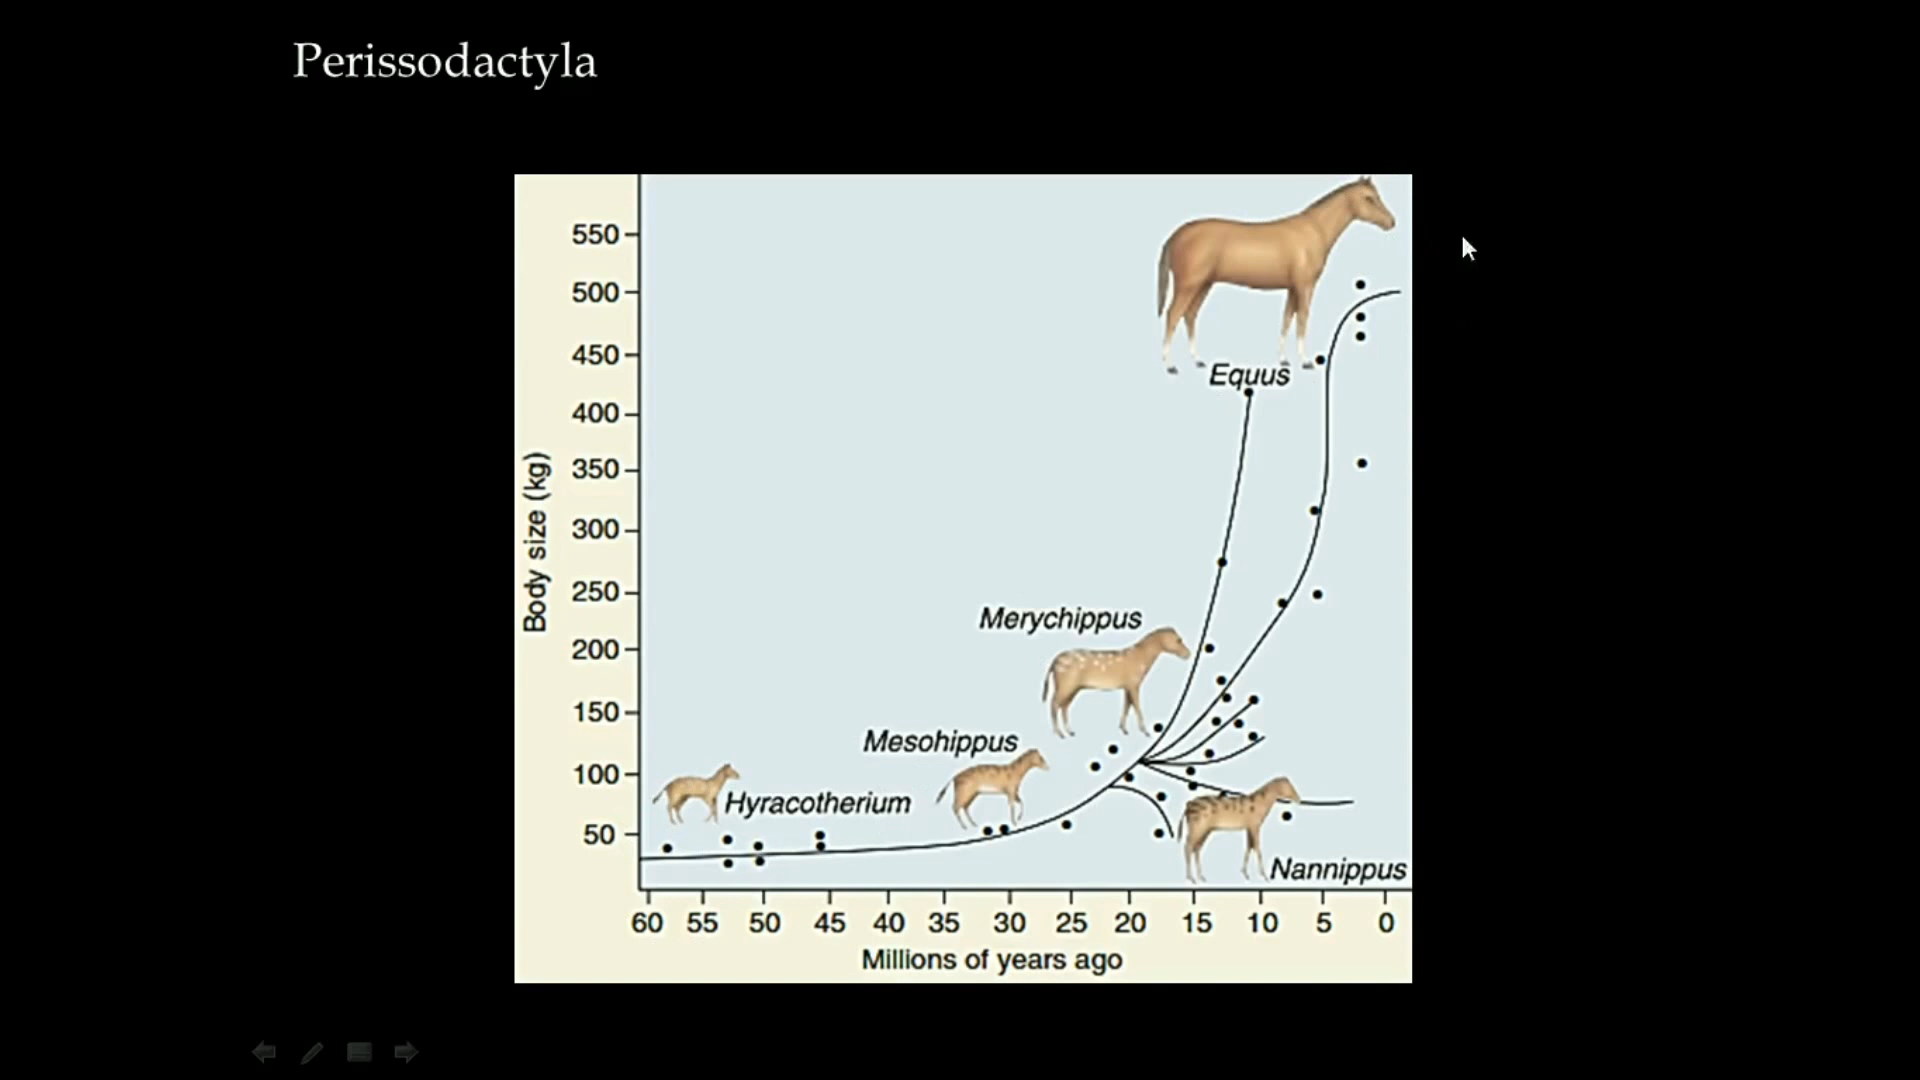 Perissodactyla
550
500
450
400
350
300
250
200
150
100
50
Body size (kg)
Equus
Merychippus
Mesohippus
Hyracotherium
Nannippus
60 55 50 45 40 35 30 25 20 15 10 5 0
Millions of years ago